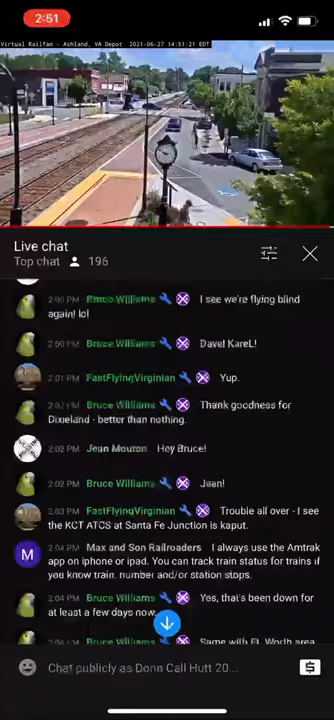 2:51
Virtual Railfan - Ashland, VA Depot 2021-06-27 14:51:21 EDT
Live chat
Top chat 196
2:00 PM Bruce Williams I see we're flying blind
again! lol
2:00 PM Bruce Williams Dave! KareL!
2:01 PM FastFlyingVirginian Yup.
2:02 PM Bruce Williams Thank goodness for
Dixieland - better than nothing.
2:02 PM Jean Mouton Hey Bruce!
2:02 PM Bruce Williams Jean!
2:03 PM FastFlyingVirginian Trouble all over - I see
the KCT ATCS at Santa Fe Junction is kaput.
M 2:04 PM Max and Son Railroaders I always use the Amtrak
app on iphone or ipad. You can track train status for trains if
you know train. number and/or station stops.
2:04 PM Bruce Williams Yes, that's been down for
at least a few days now.
Bruce Williams Same with Ft. Worth area
Chat publicly as Donn Call Hutt 20...
$